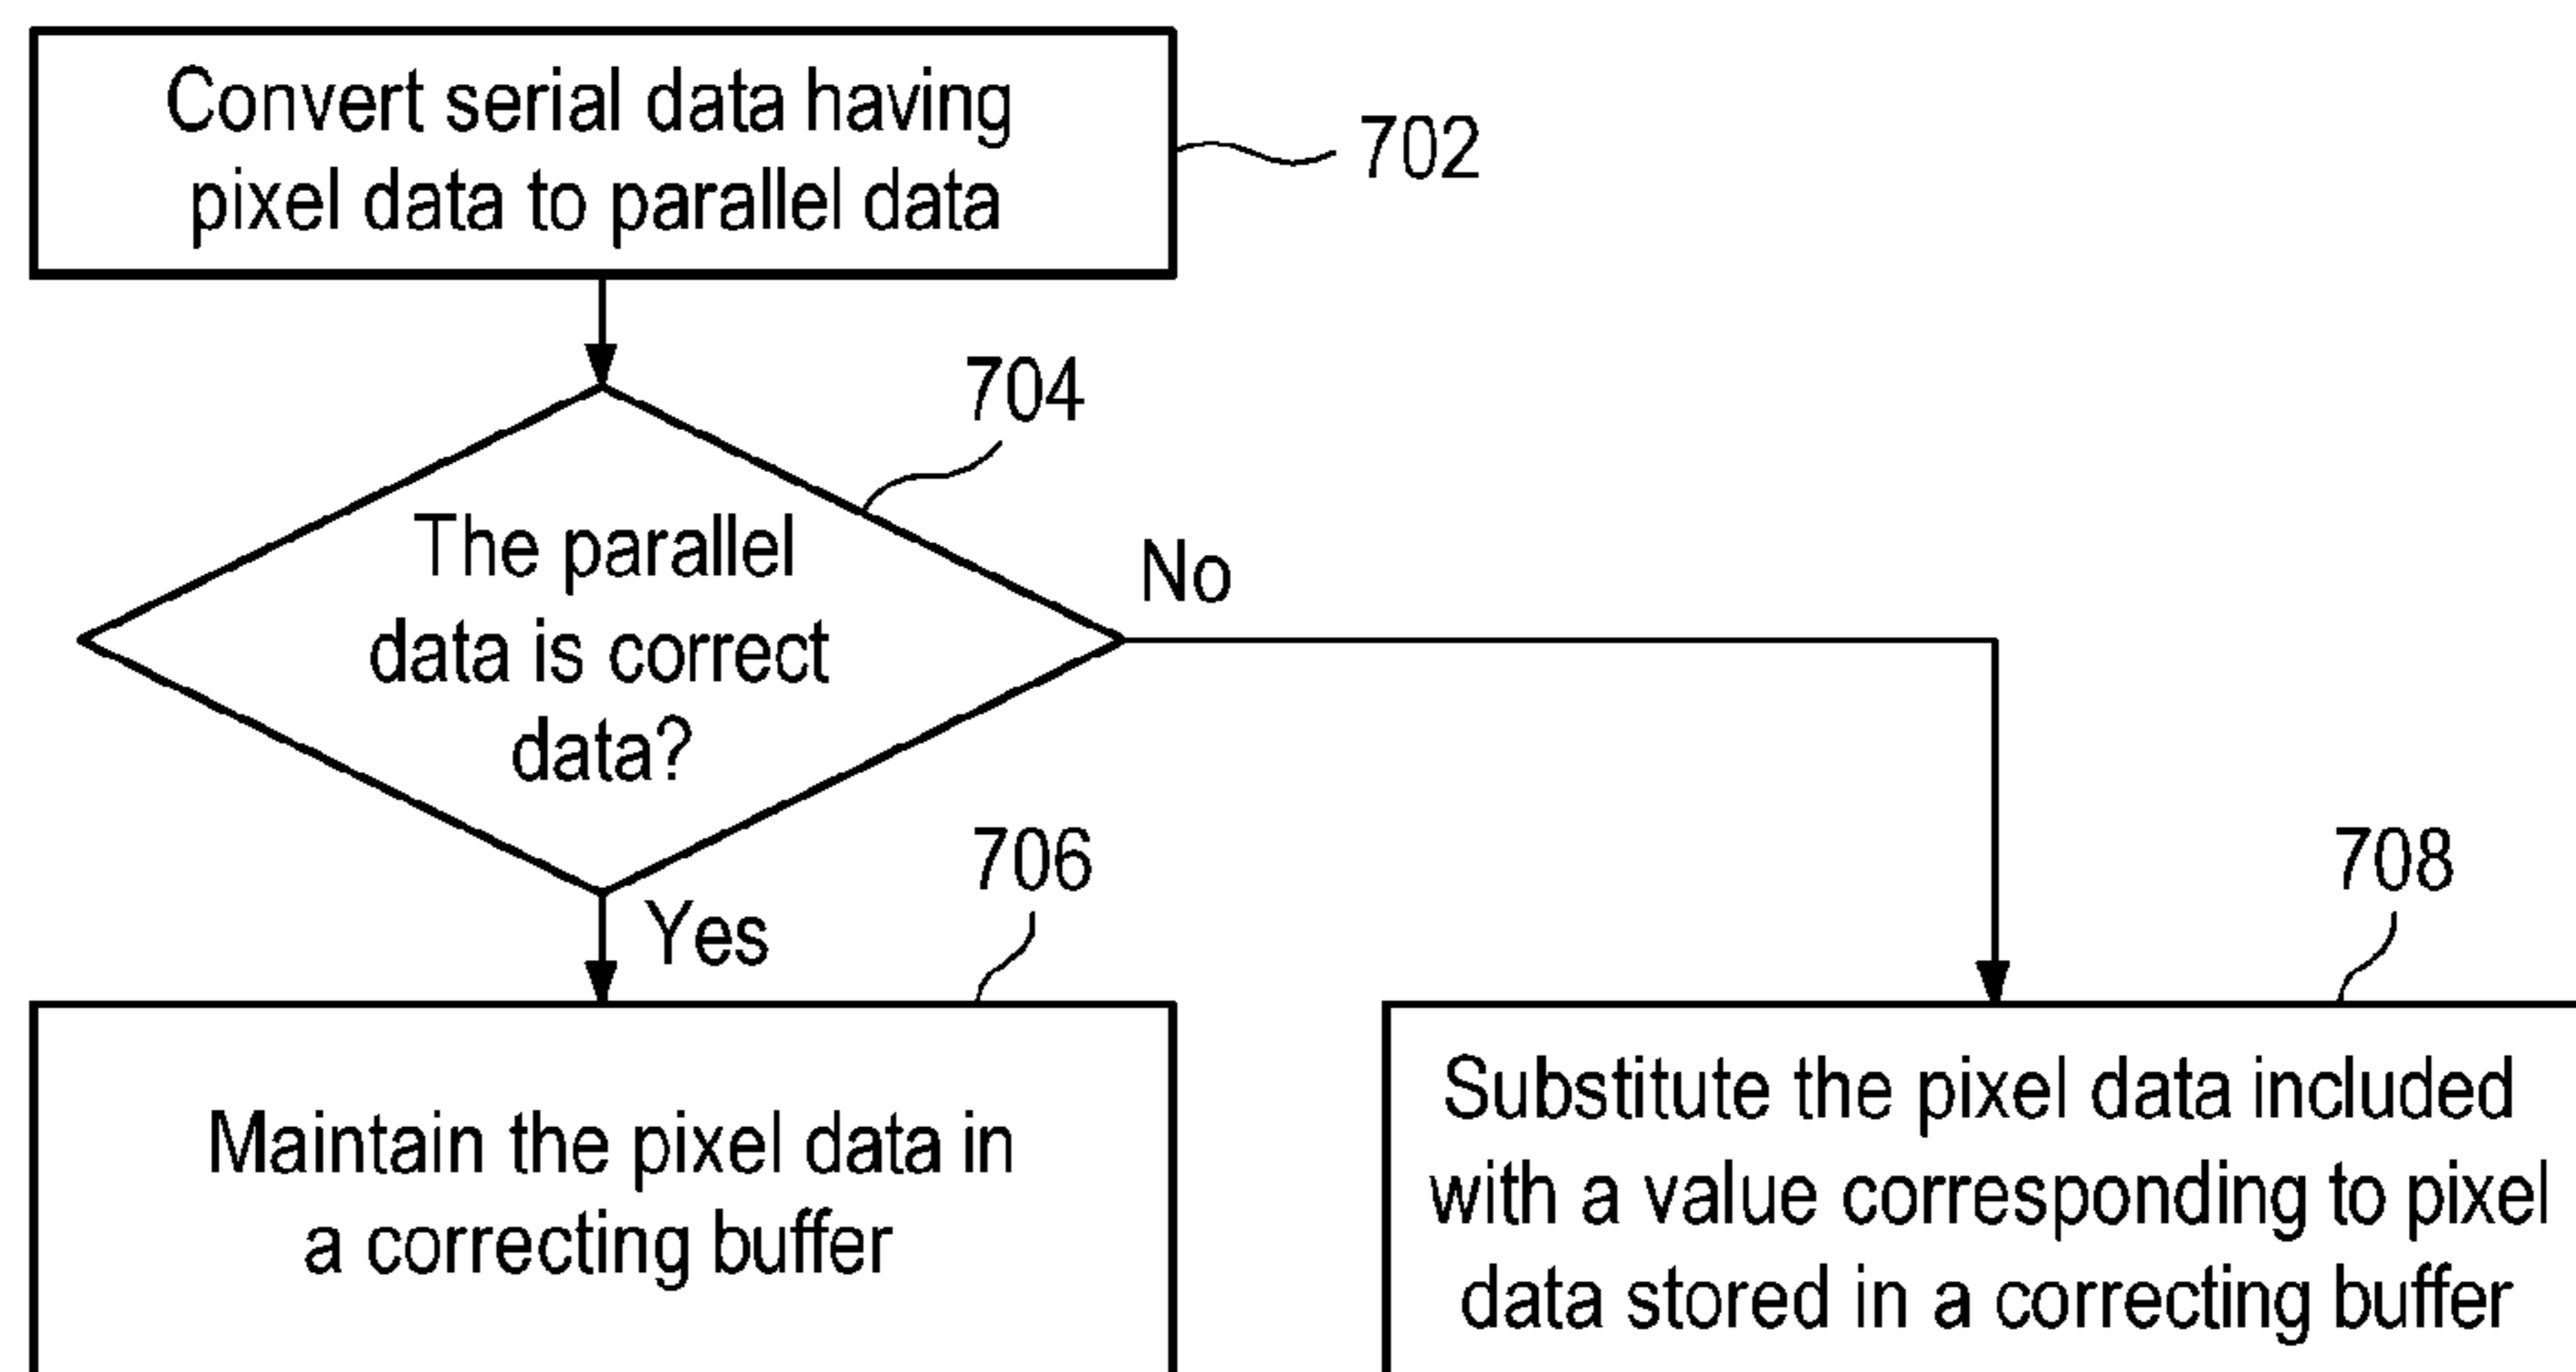 Convert serial data having
pixel data to parallel data
702
704
The parallel
data is correct
data?
No
Yes
706
708
Maintain the pixel data in
a correcting buffer
Substitute the pixel data included
with a value corresponding to pixel
data stored in a correcting buffer